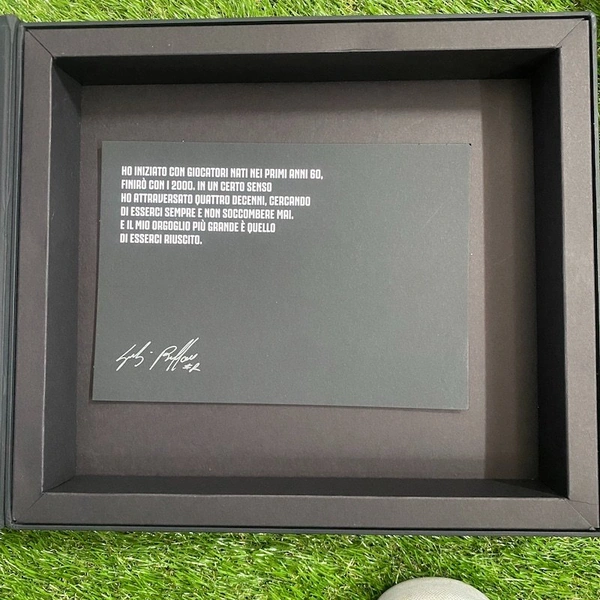 HO INIZIATO CON GIOCATORI NATI NEI PRIMI ANNI 60,
FINIRÒ CON I 2000. IN UN CERTO SENSO
HO ATTRAVERSATO QUATTRO DECENNI, CERCANDO
DI ESSERCI SEMPRE E NON SOCCOMBERE MAI.
E IL MIO ORGOGLIO PIÙ GRANDE È QUELLO
DI ESSERCI RIUSCITO.